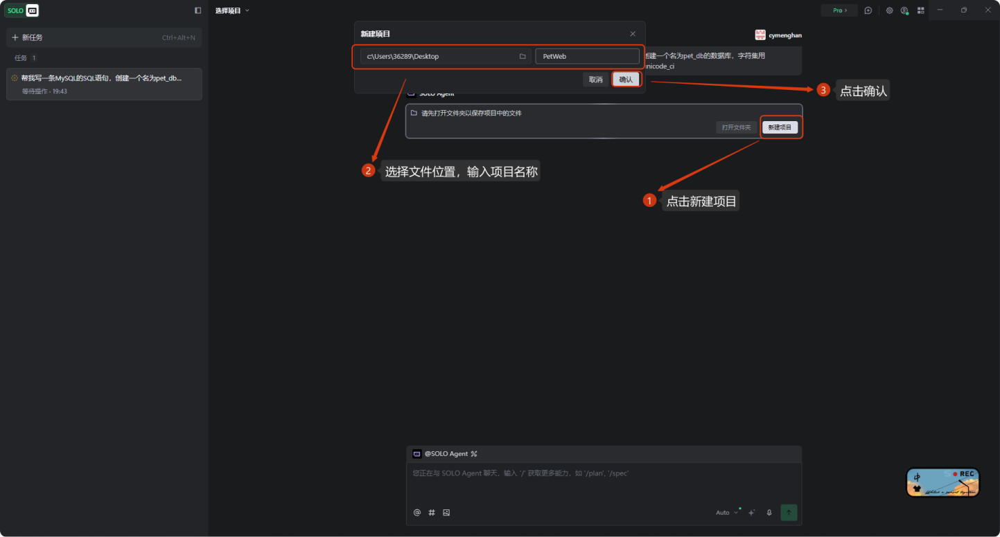 SOLO
选择项目
Pro
新任务
Ctrl+Alt+N
任务 1
帮我写一条MySQL的SQL语句，创建一个名为pet_db...
等待操作 · 19:43
新建项目
c:\Users\36289\Desktop
PetWeb
取消
确认
cymenghan
创建一个名为pet_db的数据库，字符集用
unicode_ci
SOLO Agent
请先打开文件夹以保存项目中的文件
打开文件夹
新建项目
3 点击确认
2 选择文件位置，输入项目名称
1 点击新建项目
@SOLO Agent
您正在与 SOLO Agent 聊天，输入 '/' 获取更多能力，如 '/plan', '/spec'
Auto
中
REC